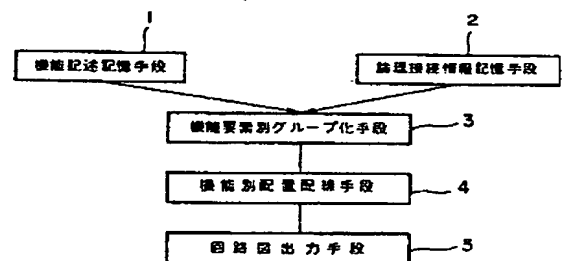 1
2
機能記述記憶手段
論理接続情報記憶手段
機能要素別グループ化手段
3
機能別配置配線手段
4
回路図出力手段
5